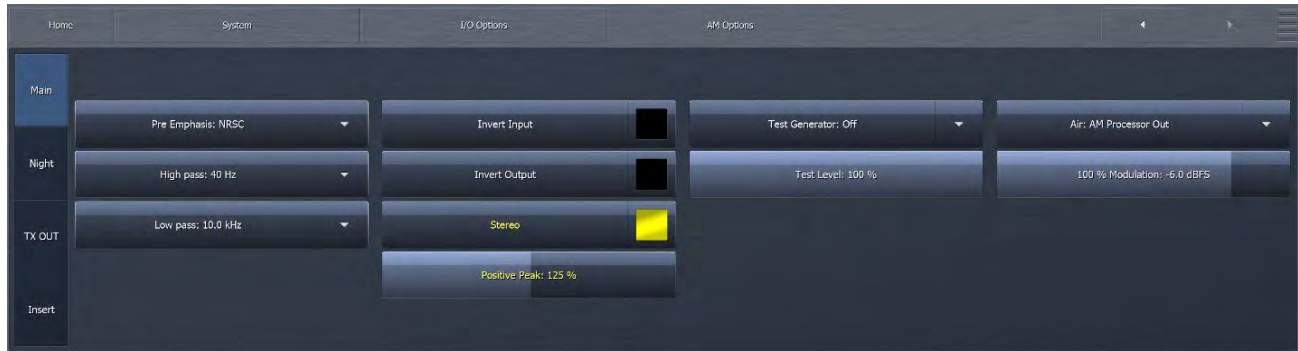 Home
System
I/O Options
AM Options
Main
Night
TX OUT
Insert
Pre Emphasis: NRSC
High pass: 40 Hz
Low pass: 10.0 kHz
Invert Input
Invert Output
Stereo
Positive Peak: 125 %
Test Generator: Off
Test Level: 100 %
Air: AM Processor Out
100 % Modulation: -6.0 dBFS